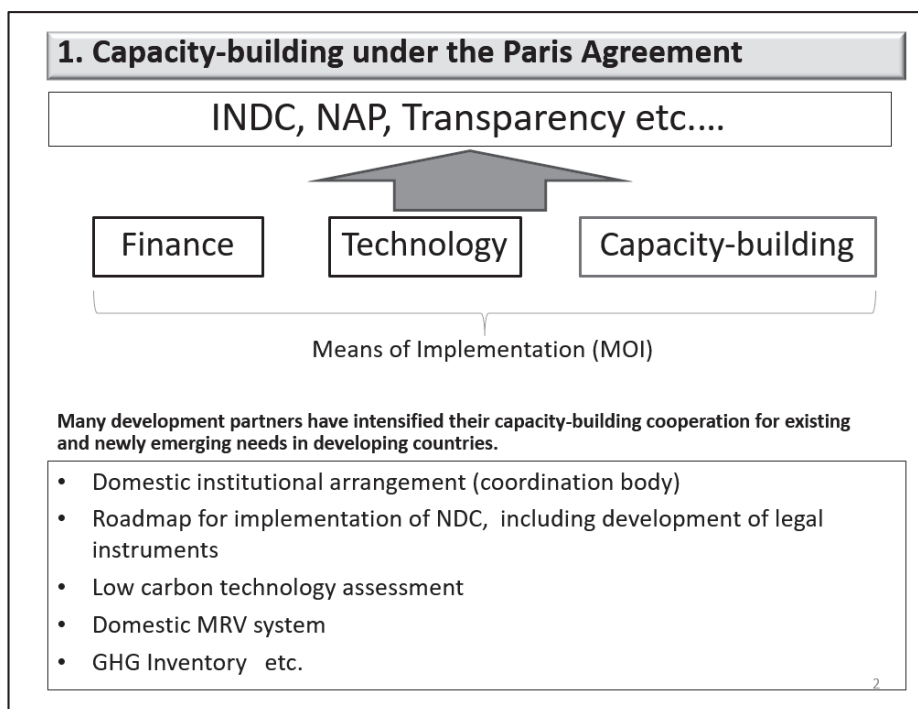 1. Capacity-building under the Paris Agreement
INDC, NAP, Transparency etc.…
Finance
Technology
Capacity-building
Means of Implementation (MOI)
Many development partners have intensified their capacity-building cooperation for existing
and newly emerging needs in developing countries.
• Domestic institutional arrangement (coordination body)
• Roadmap for implementation of NDC, including development of legal
instruments
• Low carbon technology assessment
• Domestic MRV system
• GHG Inventory etc.
2